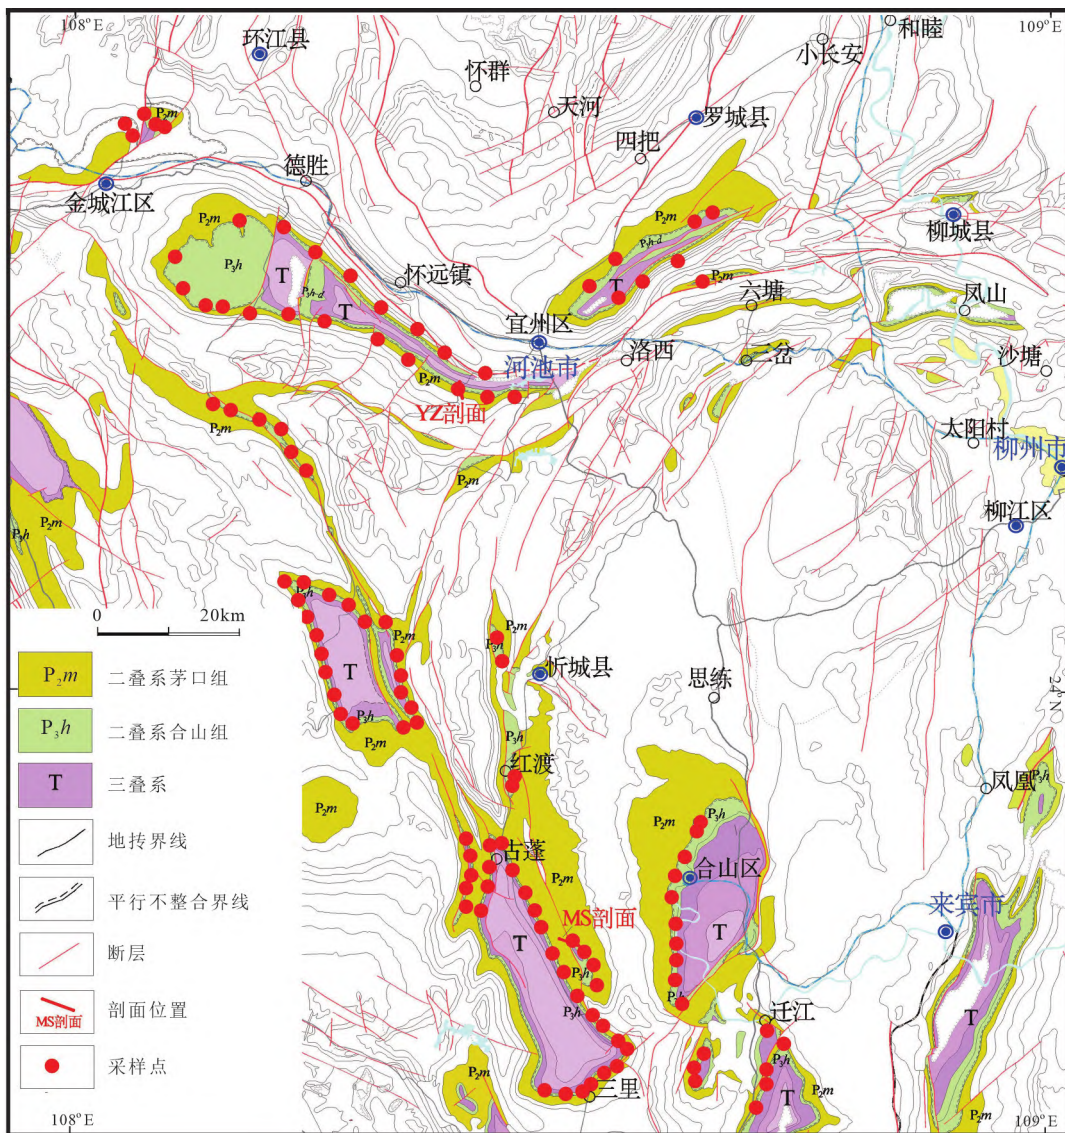 108°E
109°E
和睦
环江县
小长安
怀群
天河
罗城县
P₂m
四把
德胜
金城江区
P₂m
P₂m
柳城县
P₃h-d
P₃h
T
怀远镇
T
P₂m
P₃h-d
T
六塘
凤山
宜州区
河池市
洛西
三岔
沙塘
P₂m
YZ剖面
P₂m
太阳村
柳州市
P₂m
P₂m
P₃h
柳江区
P₃h
0
20km
P₂m
P₂m
P₃h
T
忻城县
思练
24°N
P₂m
二叠系茅口组
P₃h
P₂m
P₃h
P₃h
二叠系合山组
红渡
凤凰
P₃h
T
三叠系
P₂m
P₂m
地抟界线
古蓬
P₂m
合山区
平行不整合界线
MS剖面
来宾市
T
T
断层
P₃h
P₃h
MS剖面
剖面位置
P₃h
迁江
T
采样点
P₂m
P₃h
P₂m
三里
T
P₂m
108°E
109°E